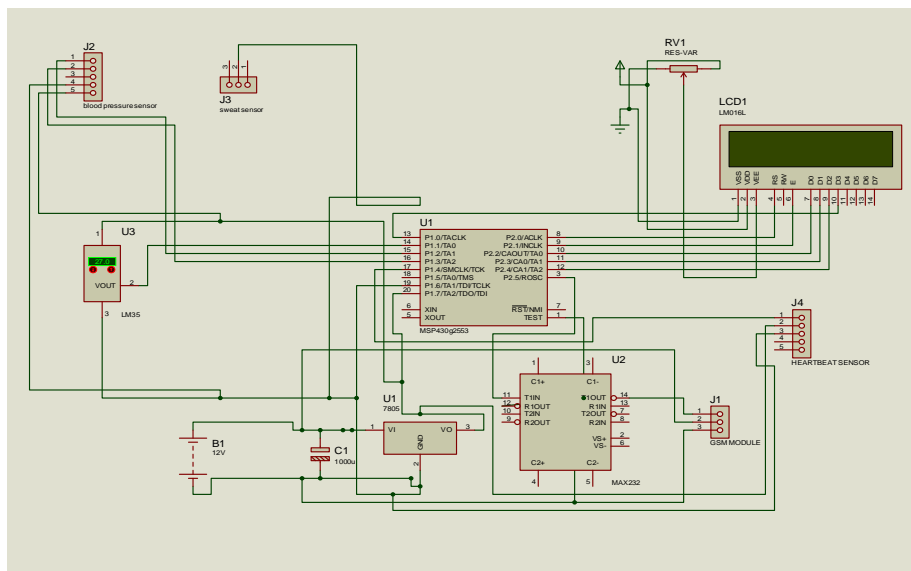 J2
1
2
3
4
5
blood pressure sensor
3
2
1
J3
sweat sensor
RV1
RES-VAR
LCD1
LM016L
VSS
VDD
VEE
RS
RW
E
D0
D1
D2
D3
D4
D5
D6
D7
1
2
3
4
5
6
7
8
9
10
11
12
13
14
U3
1
27.0
VOUT
2
3
LM35
U1
13 P1.0/TACLK P2.0/ACLK 8
14 P1.1/TA0 P2.1/INCLK 9
15 P1.2/TA1 P2.2/CAOUT/TA0 10
16 P1.3/TA2 P2.3/CA0/TA1 11
17 P1.4/SMCLK/TCK P2.4/CA1/TA2 12
18 P1.5/TA0/TMS P2.5/ROSC 3
19 P1.6/TA1/TDI/TCLK
20 P1.7/TA2/TDO/TDI
6 XIN RST/NMI 7
5 XOUT TEST 1
MSP430g2553
J4
1
2
3
4
5
HEARTBEAT SENSOR
U2
1
3
C1+ C1-
11 T1IN T1OUT 14
12 R1OUT R1IN 13
10 T2IN T2OUT 7
9 R2OUT R2IN 8
VS+ 2
VS- 6
C2+ C2-
4
5
MAX232
J1
1
2
3
GSM MODULE
U1
7805
1 VI VO 3
GND
2
B1
12V
C1
1000u